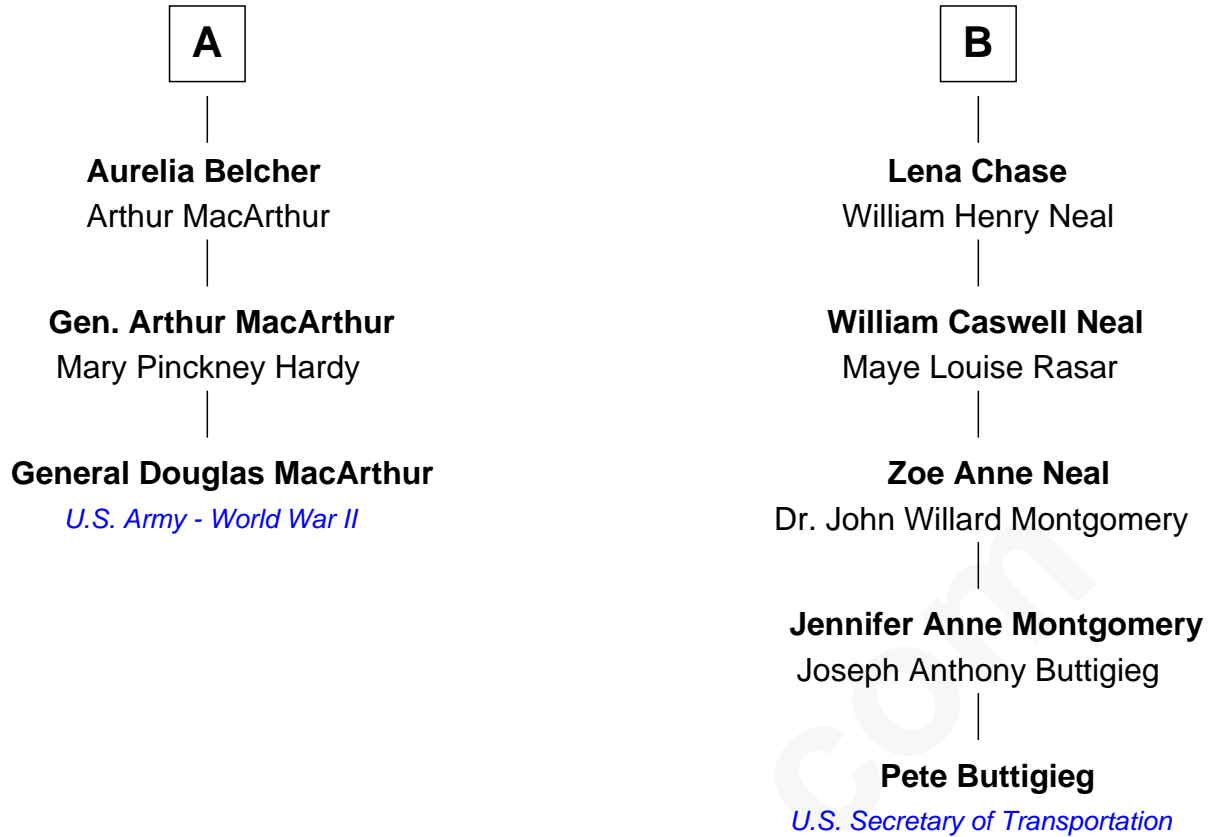 A
Aurelia Belcher
Arthur MacArthur
Gen. Arthur MacArthur
Mary Pinckney Hardy
General Douglas MacArthur
U.S. Army - World War II
B
Lena Chase
William Henry Neal
William Caswell Neal
Maye Louise Rasar
Zoe Anne Neal
Dr. John Willard Montgomery
Jennifer Anne Montgomery
Joseph Anthony Buttigieg
Pete Buttigieg
U.S. Secretary of Transportation
com